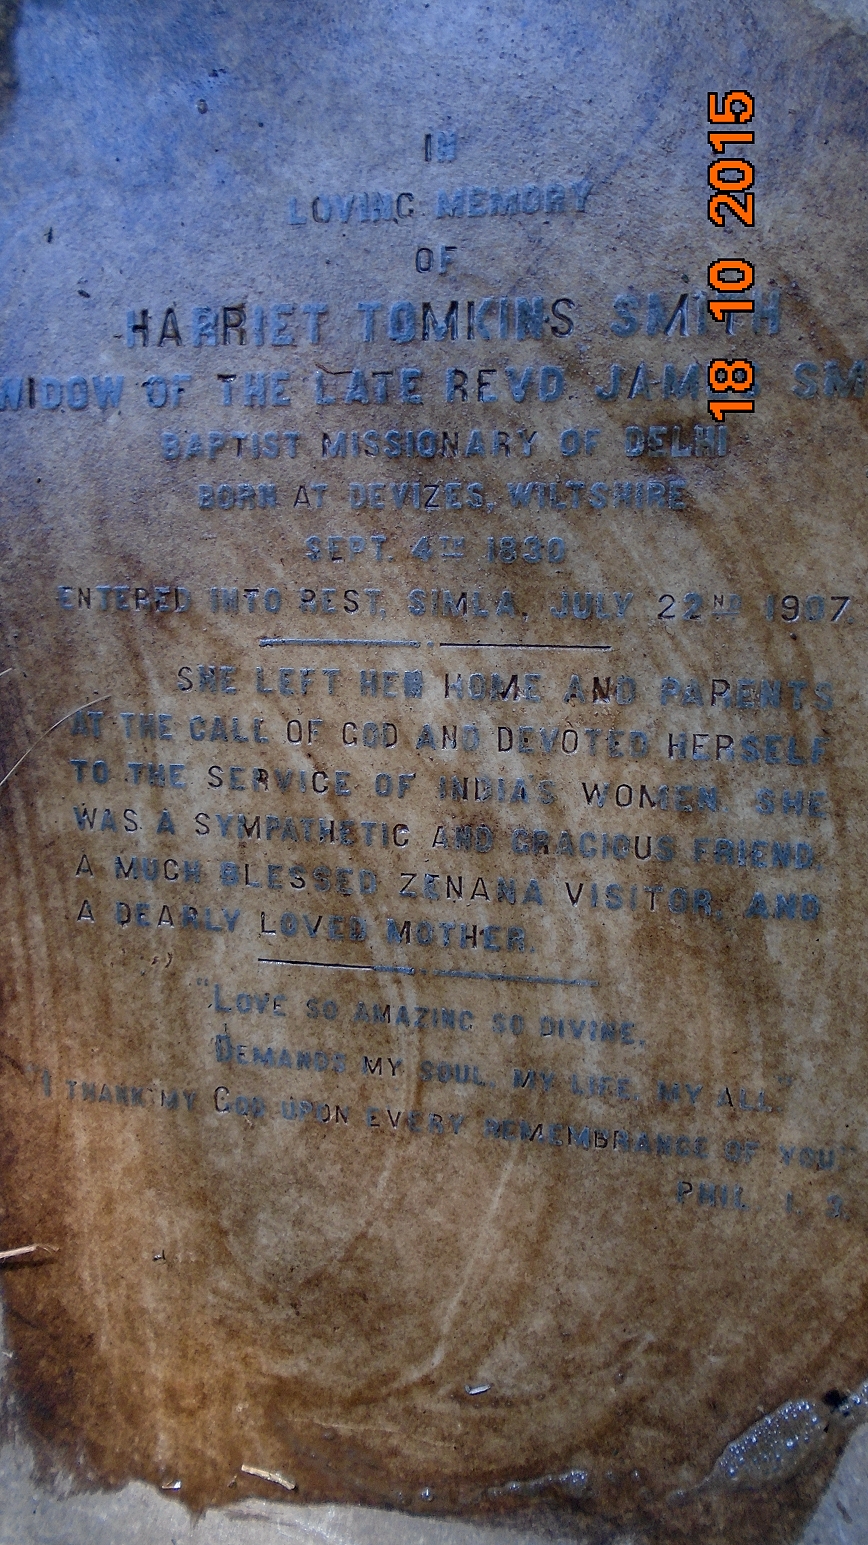 IN
LOVING MEMORY
OF
HARRIET TOMKINS SMITH
WIDOW OF THE LATE REVD. JAMES SM
BAPTIST MISSIONARY OF DELHI
BORN AT DEVIZES, WILTSHIRE
SEPT. 4TH 1830
ENTERED INTO REST, SIMLA, JULY 22ND 1907.
SHE LEFT HER HOME AND PARENTS
AT THE CALL OF GOD AND DEVOTED HERSELF
TO THE SERVICE OF INDIA'S WOMEN. SHE
WAS A SYMPATHETIC AND GRACIOUS FRIEND,
A MUCH BLESSED ZENANA VISITOR, AND
A DEARLY LOVED MOTHER.
"LOVE SO AMAZING SO DIVINE,
DEMANDS MY SOUL, MY LIFE, MY ALL."
"I THANK MY GOD UPON EVERY REMEMBRANCE OF YOU"
PHIL. 1. 3.
18 10 2015